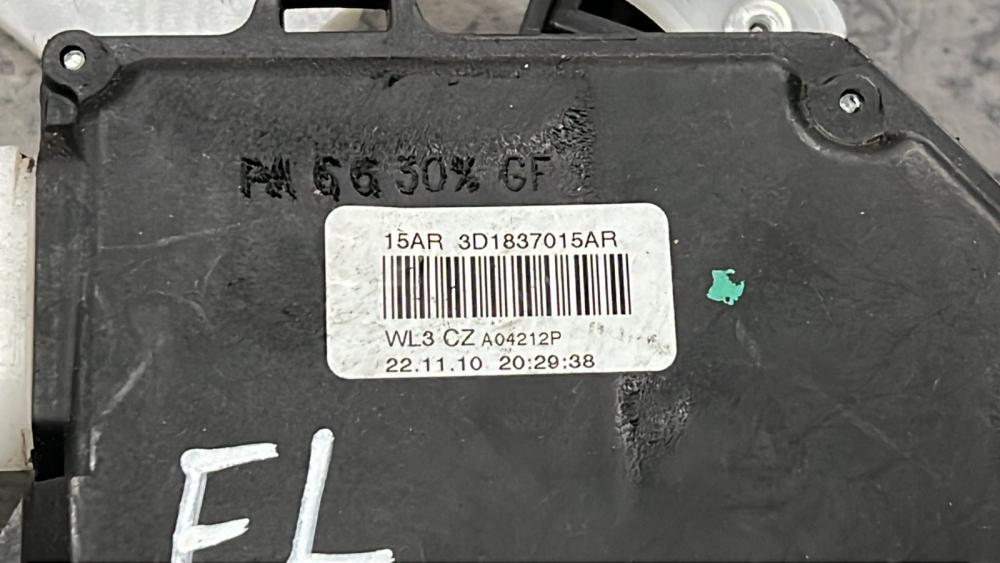 PA 66 30% GF
15AR 3D1837015AR
WL3 CZ A04212P
22.11.10 20:29:38
FL